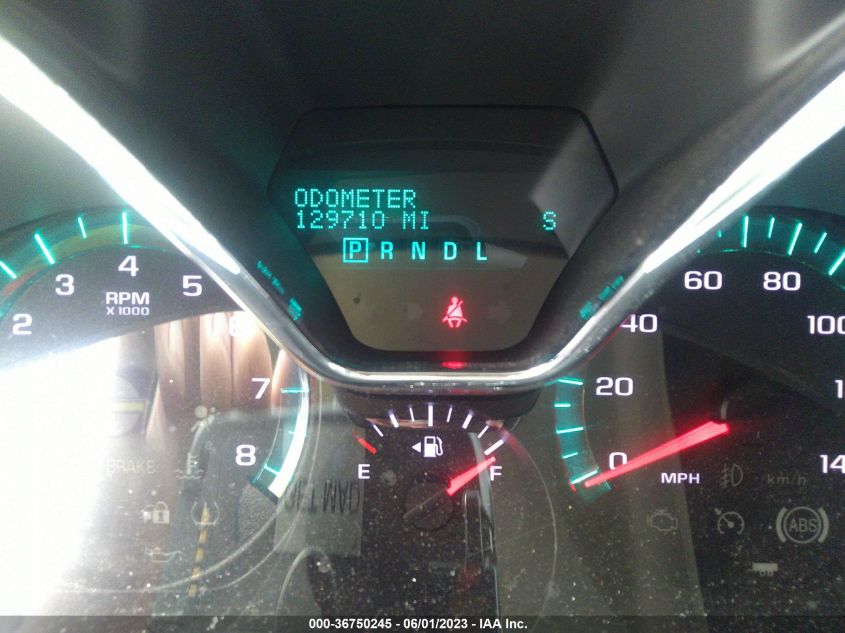 ODOMETER
129710 MI S
P R N D L
2 3 4 5 6 7 8
RPM
X 1000
0 20 40 60 80 100
MPH
E F
BRAKE
km/h
ABS
000-36750245 - 06/01/2023 - IAA Inc.